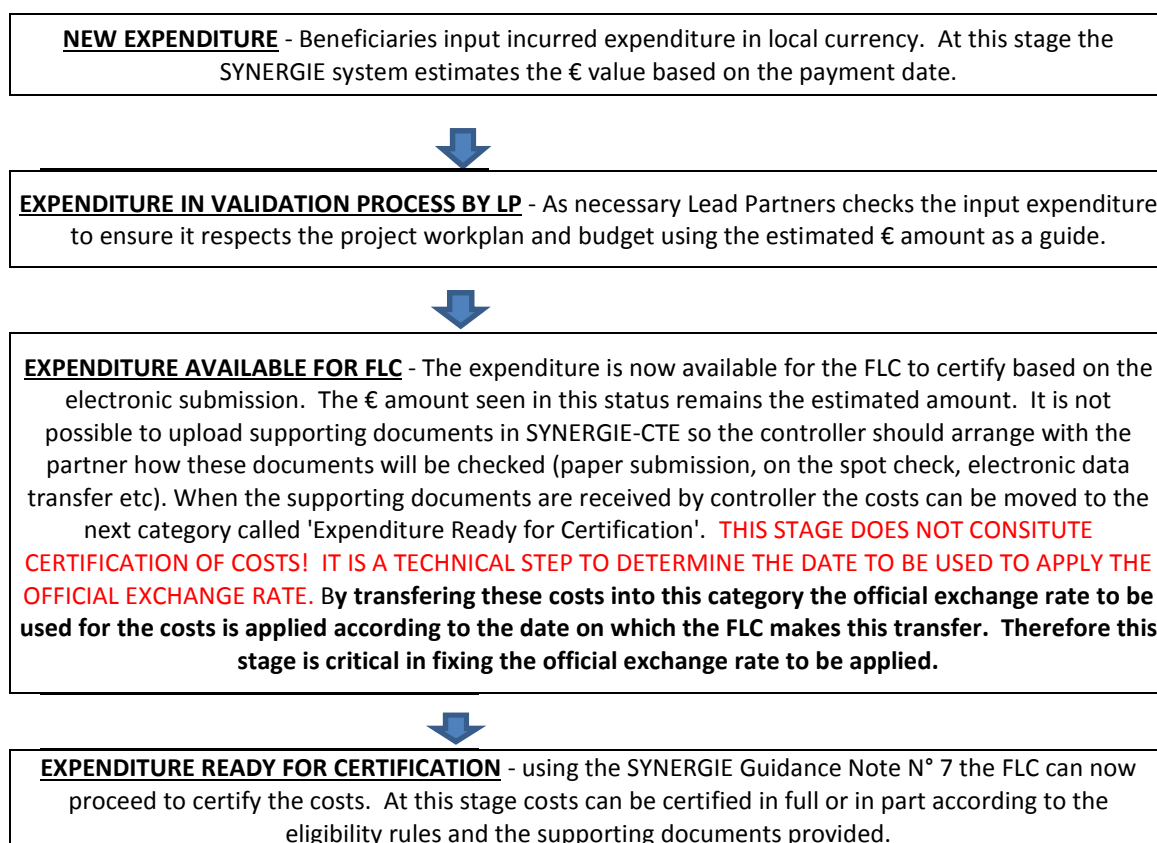 NEW EXPENDITURE - Beneficiaries input incurred expenditure in local currency. At this stage the
SYNERGIE system estimates the € value based on the payment date.
EXPENDITURE IN VALIDATION PROCESS BY LP - As necessary Lead Partners checks the input expenditure
to ensure it respects the project workplan and budget using the estimated € amount as a guide.
EXPENDITURE AVAILABLE FOR FLC - The expenditure is now available for the FLC to certify based on the
electronic submission. The € amount seen in this status remains the estimated amount. It is not
possible to upload supporting documents in SYNERGIE-CTE so the controller should arrange with the
partner how these documents will be checked (paper submission, on the spot check, electronic data
transfer etc). When the supporting documents are received by controller the costs can be moved to the
next category called 'Expenditure Ready for Certification'. THIS STAGE DOES NOT CONSITUTE
CERTIFICATION OF COSTS! IT IS A TECHNICAL STEP TO DETERMINE THE DATE TO BE USED TO APPLY THE
OFFICIAL EXCHANGE RATE. By transfering these costs into this category the official exchange rate to be
used for the costs is applied according to the date on which the FLC makes this transfer. Therefore this
stage is critical in fixing the official exchange rate to be applied.
EXPENDITURE READY FOR CERTIFICATION - using the SYNERGIE Guidance Note N° 7 the FLC can now
proceed to certify the costs. At this stage costs can be certified in full or in part according to the
eligibility rules and the supporting documents provided.